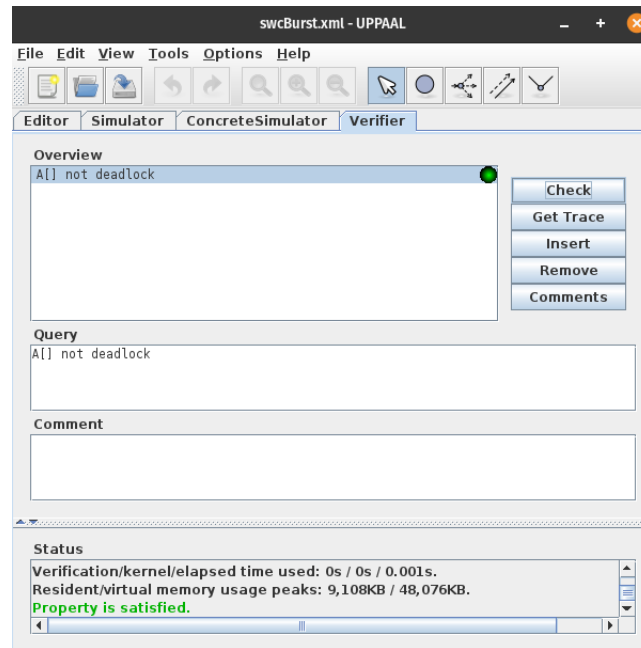 swcBurst.xml - UPPAAL
File Edit View Tools Options Help
Editor Simulator ConcreteSimulator Verifier
Overview
A[] not deadlock
Check
Get Trace
Insert
Remove
Comments
Query
A[] not deadlock
Comment
Status
Verification/kernel/elapsed time used: 0s / 0s / 0.001s.
Resident/virtual memory usage peaks: 9,108KB / 48,076KB.
Property is satisfied.